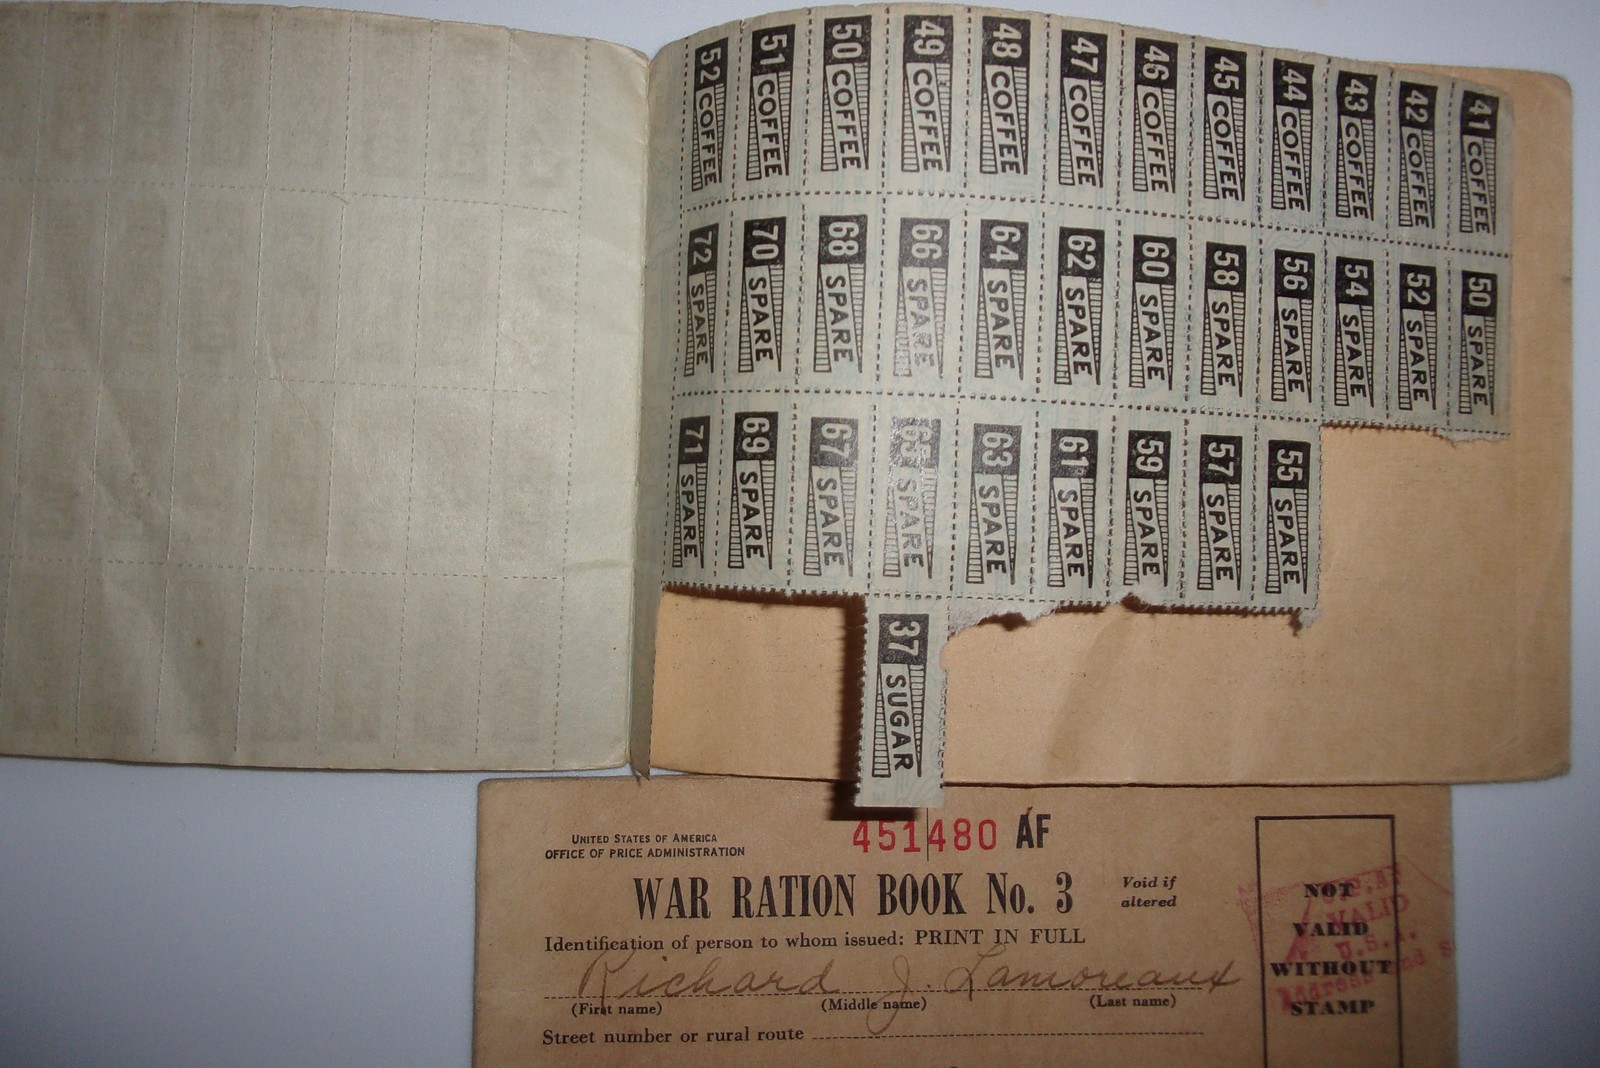 52 COFFEE 51 COFFEE 50 COFFEE 49 COFFEE 48 COFFEE 47 COFFEE 46 COFFEE 45 COFFEE 44 COFFEE 43 COFFEE 42 COFFEE 41 COFFEE
72 SPARE 70 SPARE 68 SPARE 66 SPARE 64 SPARE 62 SPARE 60 SPARE 58 SPARE 56 SPARE 54 SPARE 52 SPARE 50 SPARE
71 SPARE 69 SPARE 67 SPARE 65 SPARE 63 SPARE 61 SPARE 59 SPARE 57 SPARE 55 SPARE
37 SUGAR
UNITED STATES OF AMERICA
OFFICE OF PRICE ADMINISTRATION
451480 AF
WAR RATION BOOK No. 3
Void if
altered
Identification of person to whom issued: PRINT IN FULL
Richard J. Lamoreaux
(First name) (Middle name) (Last name)
Street number or rural route
NOT
VALID
WITHOUT
STAMP
VALID
U.S.A.